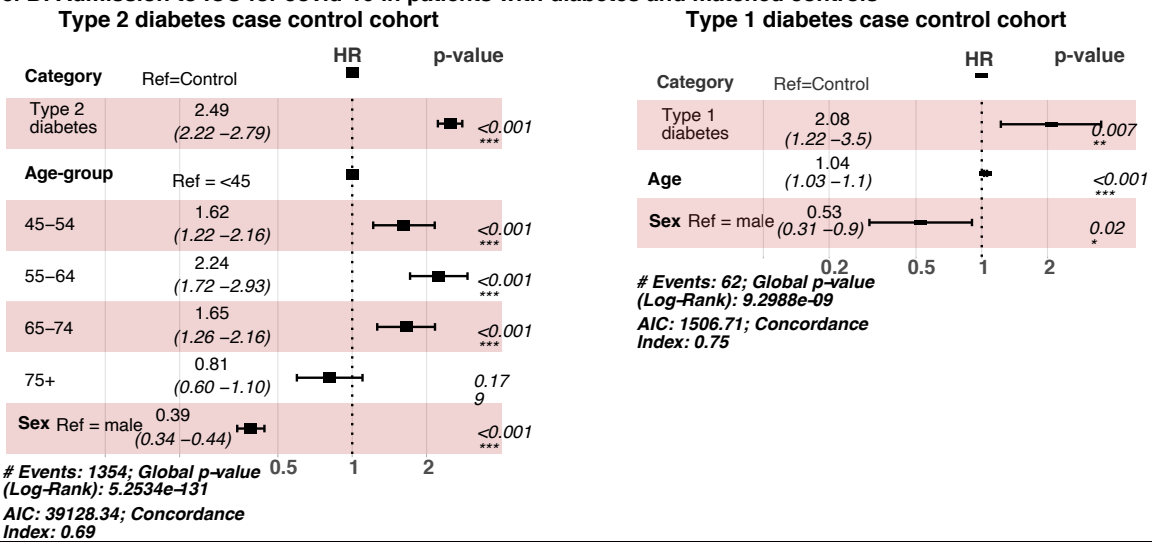 Type 2 diabetes case control cohort
HR p-value
Category Ref=Control
Type 2 diabetes 2.49 (2.22 −2.79) <0.001 ***
Age-group Ref = <45
45−54 1.62 (1.22 −2.16) <0.001 ***
55−64 2.24 (1.72 −2.93) <0.001 ***
65−74 1.65 (1.26 −2.16) <0.001 ***
75+ 0.81 (0.60 −1.10) 0.179
Sex Ref = male 0.39 (0.34 −0.44) <0.001 ***
0.5 1 2
# Events: 1354; Global p-value
(Log-Rank): 5.2534e-131
AIC: 39128.34; Concordance
Index: 0.69
Type 1 diabetes case control cohort
HR p-value
Category Ref=Control
Type 1 diabetes 2.08 (1.22 −3.5) 0.007 **
Age 1.04 (1.03 −1.1) <0.001 ***
Sex Ref = male 0.53 (0.31 −0.9) 0.02 *
0.2 0.5 1 2
# Events: 62; Global p-value
(Log-Rank): 9.2988e-09
AIC: 1506.71; Concordance
Index: 0.75